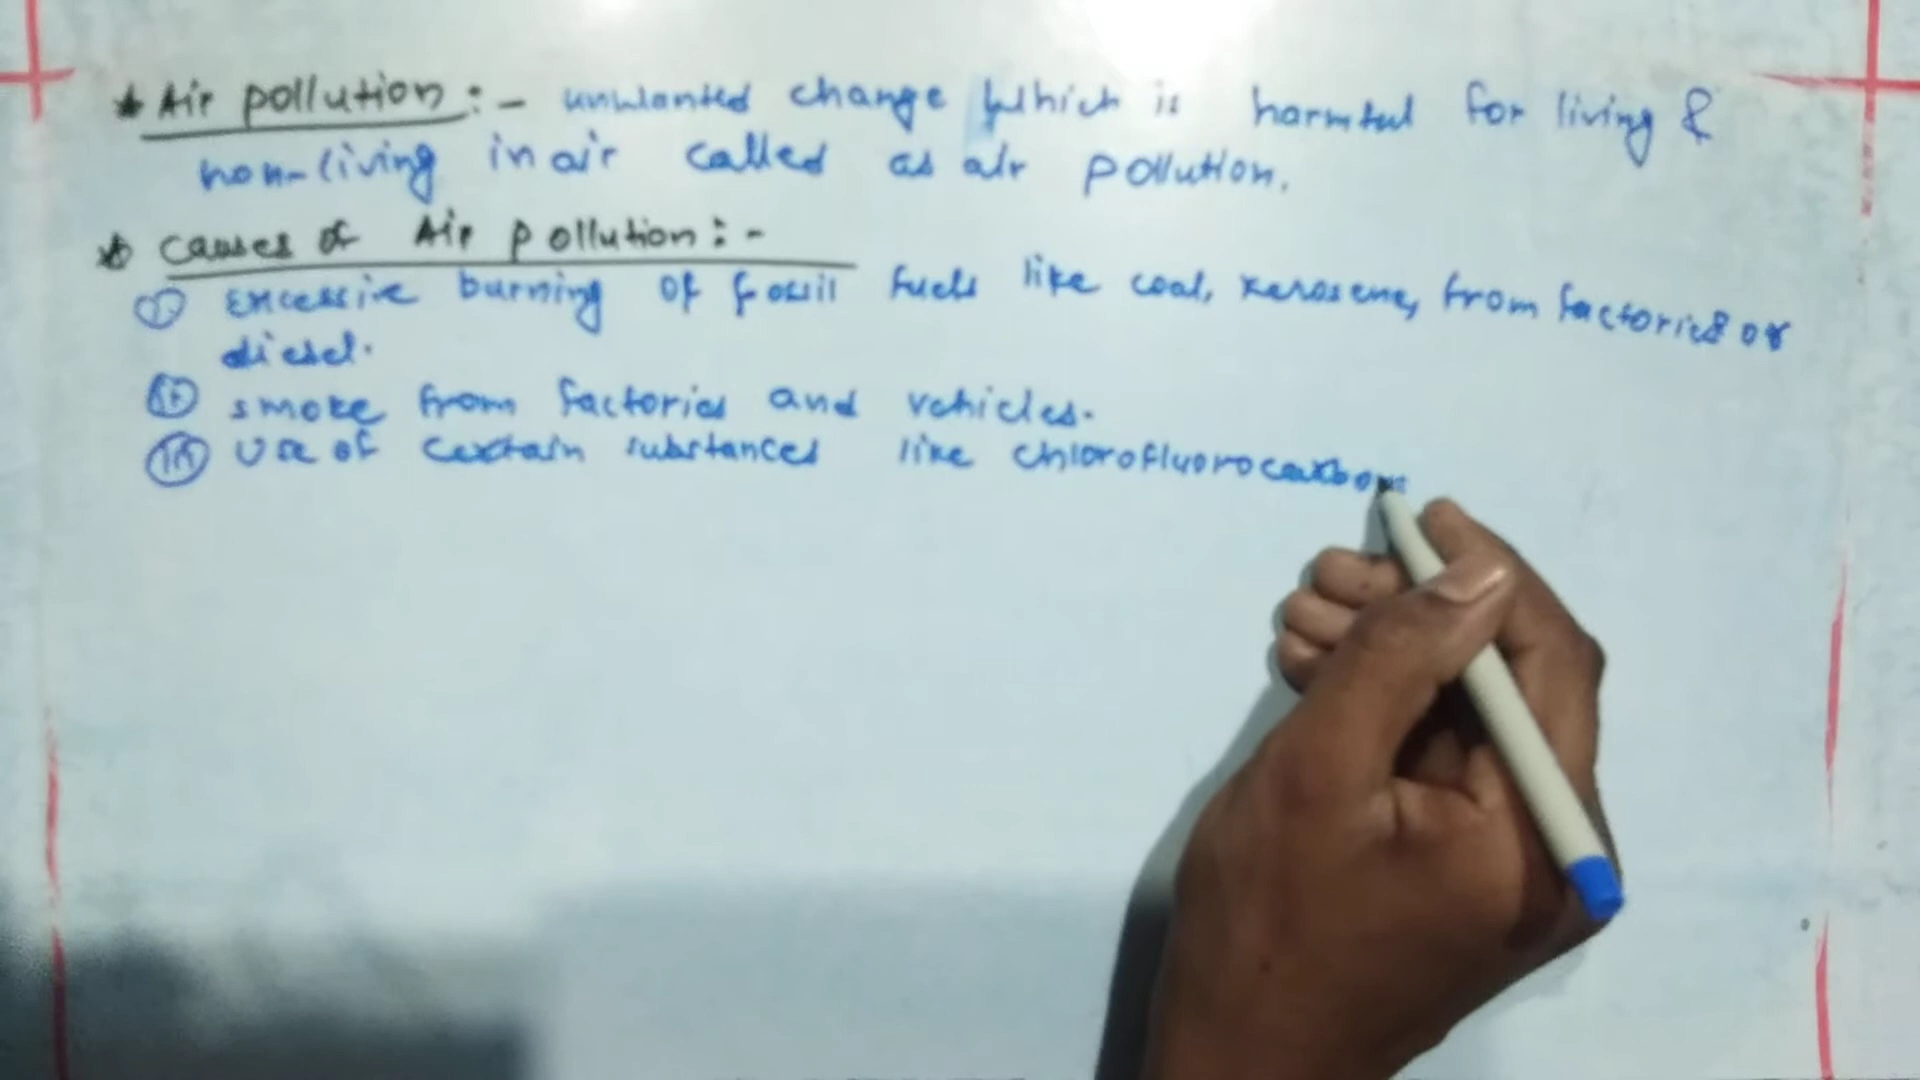 * Air pollution :- unwanted change which is harmful for living &
non-living in air called as air pollution.
* Causes of Air pollution :-
(i) Excessive burning of fossil fuels like coal, kerosene, from factories or
diesel.
(ii) smoke from factories and vehicles.
(iii) Use of certain substances like chlorofluorocarbons